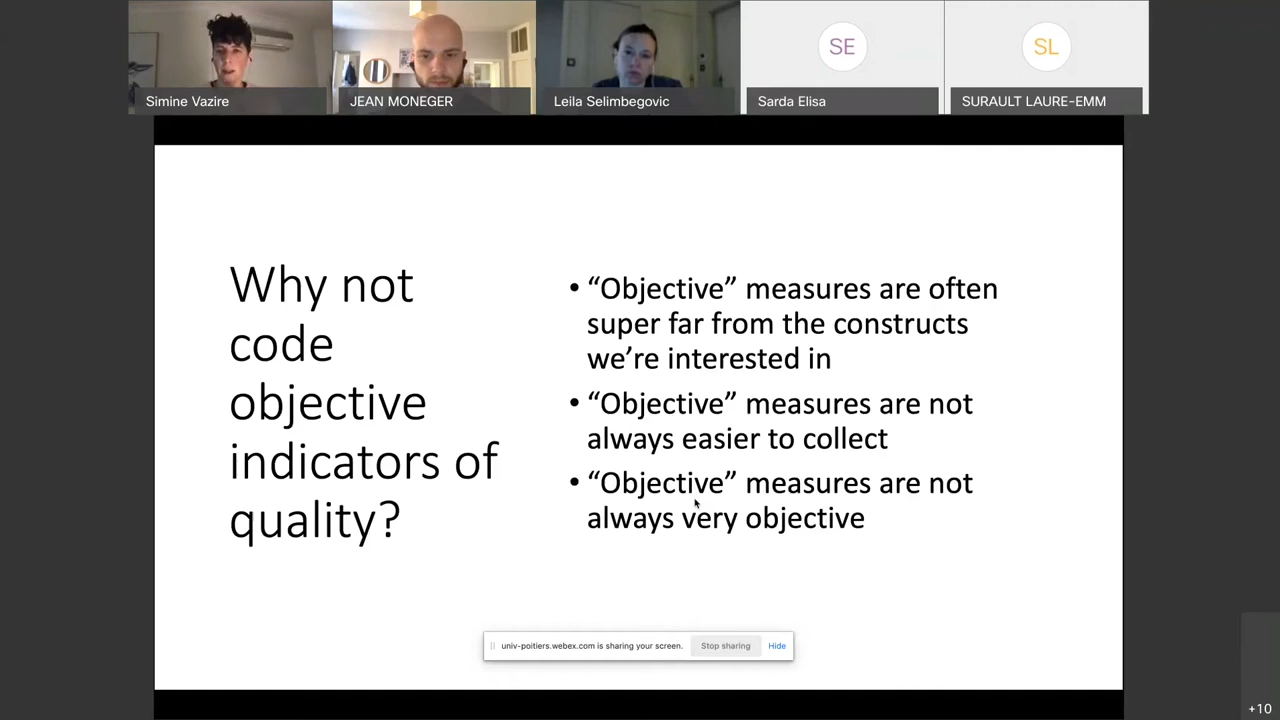 SE
SL
Simine Vazire
JEAN MONEGER
Leila Selimbegovic
Sarda Elisa
SURAULT LAURE-EMM
Why not
code
objective
indicators of
quality?
• “Objective” measures are often
super far from the constructs
we’re interested in
• “Objective” measures are not
always easier to collect
• “Objective” measures are not
always very objective
univ-poitiers.webex.com is sharing your screen.
Stop sharing
Hide
+10